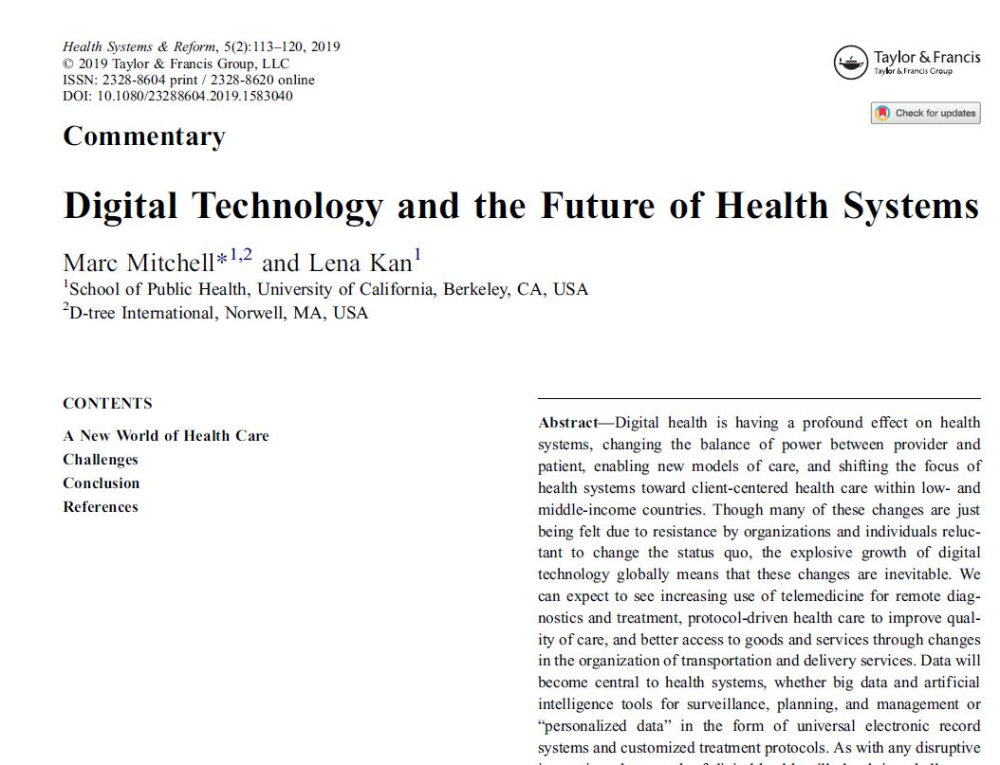 Health Systems & Reform, 5(2):113–120, 2019
© 2019 Taylor & Francis Group, LLC
ISSN: 2328-8604 print / 2328-8620 online
DOI: 10.1080/23288604.2019.1583040
Taylor & Francis
Taylor & Francis Group
Check for updates
Commentary
Digital Technology and the Future of Health Systems
Marc Mitchell*1,2 and Lena Kan1
1School of Public Health, University of California, Berkeley, CA, USA
2D-tree International, Norwell, MA, USA
CONTENTS
A New World of Health Care
Challenges
Conclusion
References
Abstract—Digital health is having a profound effect on health
systems, changing the balance of power between provider and
patient, enabling new models of care, and shifting the focus of
health systems toward client-centered health care within low- and
middle-income countries. Though many of these changes are just
being felt due to resistance by organizations and individuals reluc-
tant to change the status quo, the explosive growth of digital
technology globally means that these changes are inevitable. We
can expect to see increasing use of telemedicine for remote diag-
nostics and treatment, protocol-driven health care to improve qual-
ity of care, and better access to goods and services through changes
in the organization of transportation and delivery services. Data will
become central to health systems, whether big data and artificial
intelligence tools for surveillance, planning, and management or
“personalized data” in the form of universal electronic record
systems and customized treatment protocols. As with any disruptive